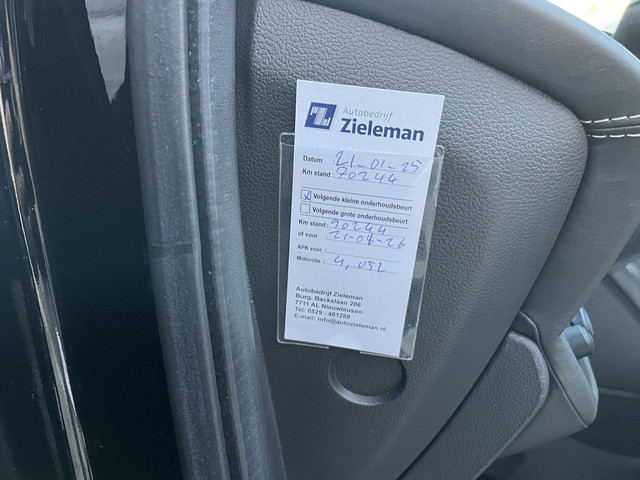 Autobedrijf
Zieleman
Datum : 21-01-25
Km stand : 70244
Volgende kleine onderhoudsbeurt
Volgende grote onderhoudsbeurt
Km stand : 90244
of voor : 21-01-26
APK voor :
Motorolie : 4,05L
Autobedrijf Zieleman
Burg. Backxlaan 206
7711 AL Nieuwleusen
Tel: 0529 - 481288
E-mail: info@autozieleman.nl